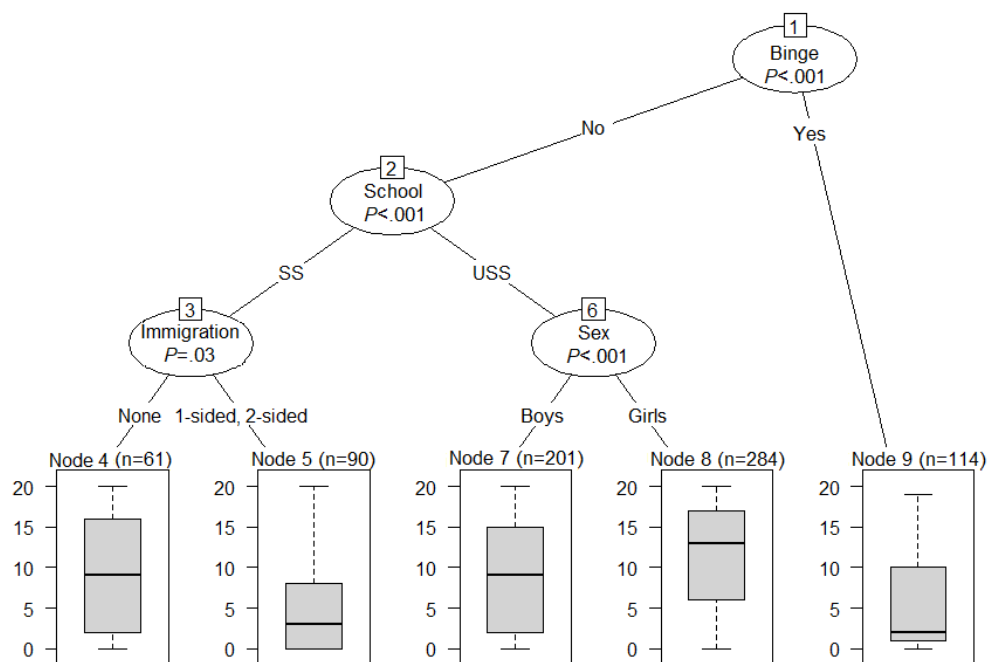 1
Binge
P<.001
No
Yes
2
School
P<.001
SS
USS
3
Immigration
P=.03
6
Sex
P<.001
None
1-sided, 2-sided
Boys
Girls
Node 4 (n=61)
20
15
10
5
0
Node 5 (n=90)
20
15
10
5
0
Node 7 (n=201)
20
15
10
5
0
Node 8 (n=284)
20
15
10
5
0
Node 9 (n=114)
20
15
10
5
0